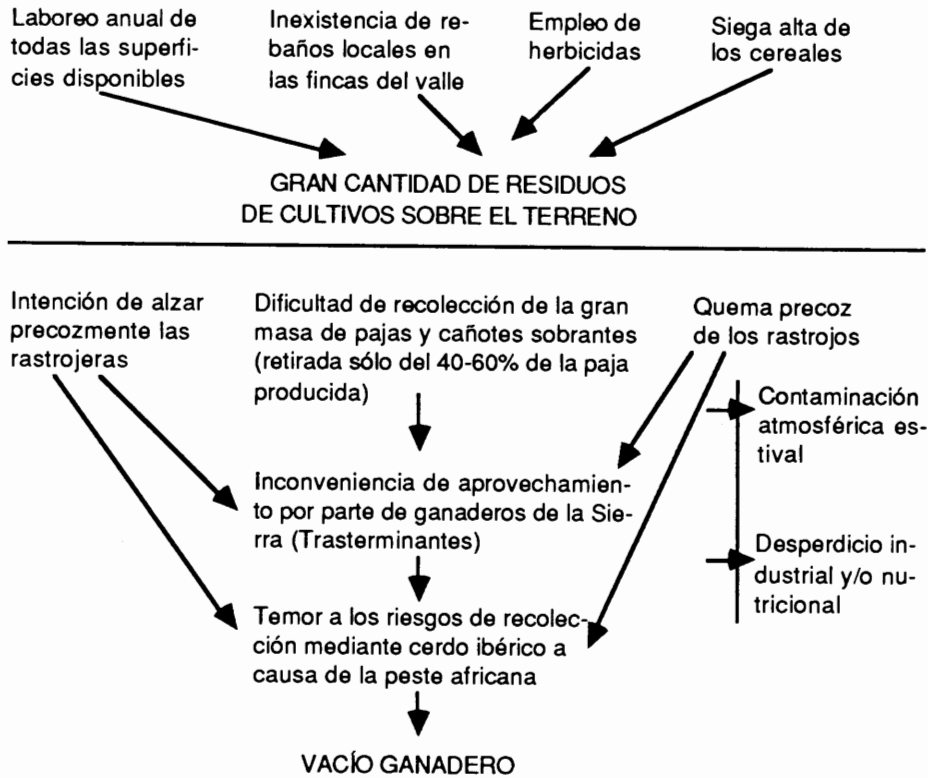 Laboreo anual de
todas las superfi-
cies disponibles
Inexistencia de re-
baños locales en
las fincas del valle
Empleo de
herbicidas
Siega alta de
los cereales
GRAN CANTIDAD DE RESIDUOS
DE CULTIVOS SOBRE EL TERRENO
Intención de alzar
precozmente las
rastrojeras
Dificultad de recolección de la gran
masa de pajas y cañotes sobrantes
(retirada sólo del 40-60% de la paja
producida)
Quema precoz
de los rastrojos
Contaminación
atmosférica es-
tival
Inconveniencia de aprovechamien-
to por parte de ganaderos de la Sie-
rra (Trasterminantes)
Desperdicio in-
dustrial y/o nu-
tricional
Temor a los riesgos de recolec-
ción mediante cerdo ibérico a
causa de la peste africana
VACÍO GANADERO